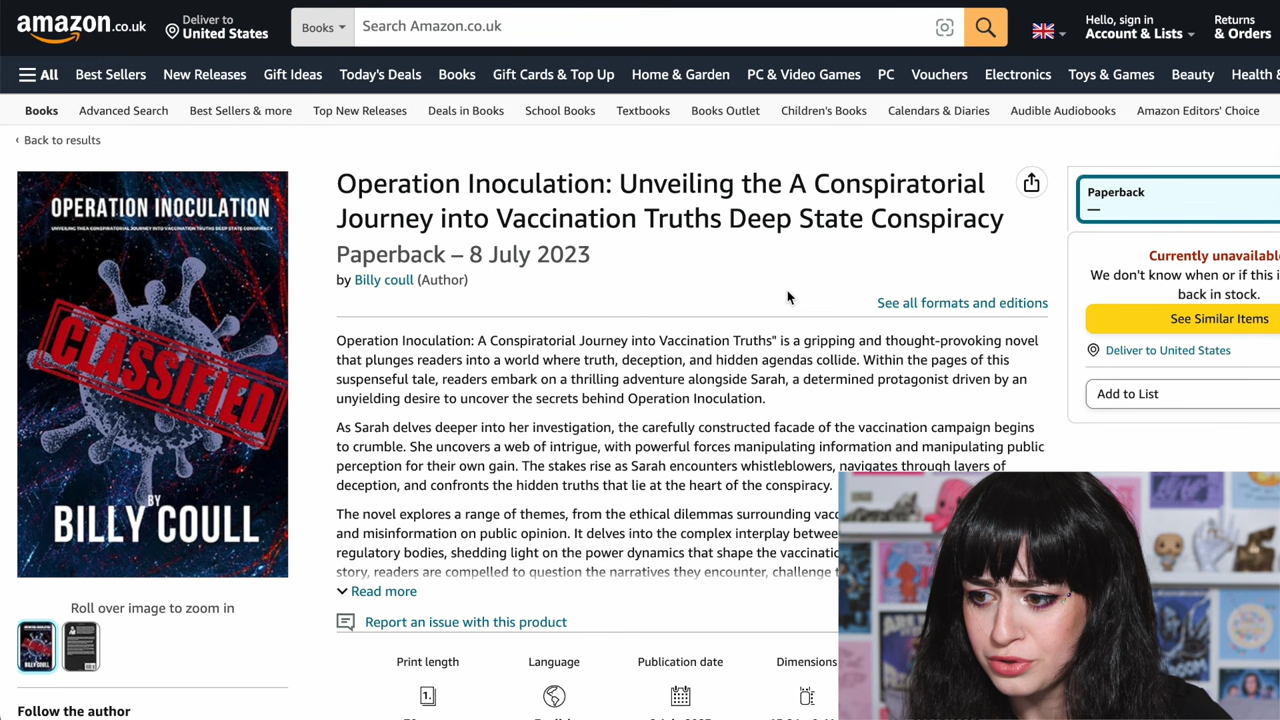 amazon.co.uk
Deliver to
United States
Books
Search Amazon.co.uk
Hello, sign in
Account & Lists
Returns
& Orders
All
Best Sellers
New Releases
Gift Ideas
Today's Deals
Books
Gift Cards & Top Up
Home & Garden
PC & Video Games
PC
Vouchers
Electronics
Toys & Games
Beauty
Health &
Books
Advanced Search
Best Sellers & more
Top New Releases
Deals in Books
School Books
Textbooks
Books Outlet
Children's Books
Calendars & Diaries
Audible Audiobooks
Amazon Editors' Choice
‹ Back to results
OPERATION INOCULATION
UNVEILING THE A CONSPIRATORIAL JOURNEY INTO VACCINATION TRUTHS DEEP STATE CONSPIRACY
CLASSIFIED
BY
BILLY COULL
Roll over image to zoom in
Follow the author
Operation Inoculation: Unveiling the A Conspiratorial
Journey into Vaccination Truths Deep State Conspiracy
Paperback – 8 July 2023
by Billy coull (Author)
See all formats and editions
Operation Inoculation: A Conspiratorial Journey into Vaccination Truths" is a gripping and thought-provoking novel
that plunges readers into a world where truth, deception, and hidden agendas collide. Within the pages of this
suspenseful tale, readers embark on a thrilling adventure alongside Sarah, a determined protagonist driven by an
unyielding desire to uncover the secrets behind Operation Inoculation.
As Sarah delves deeper into her investigation, the carefully constructed facade of the vaccination campaign begins
to crumble. She uncovers a web of intrigue, with powerful forces manipulating information and manipulating public
perception for their own gain. The stakes rise as Sarah encounters whistleblowers, navigates through layers of
deception, and confronts the hidden truths that lie at the heart of the conspiracy.
The novel explores a range of themes, from the ethical dilemmas surrounding vacc
and misinformation on public opinion. It delves into the complex interplay betwee
regulatory bodies, shedding light on the power dynamics that shape the vaccinatio
story, readers are compelled to question the narratives they encounter, challenge t
Read more
Report an issue with this product
Print length
Language
Publication date
Dimensions
1.
Paperback
—
Currently unavailable
We don't know when or if this i
back in stock.
See Similar Items
Deliver to United States
Add to List